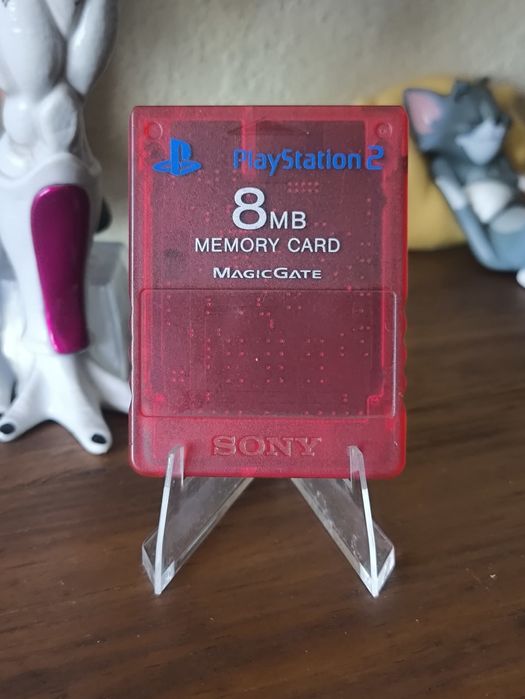 PlayStation 2
8MB
MEMORY CARD
MAGICGATE
SONY